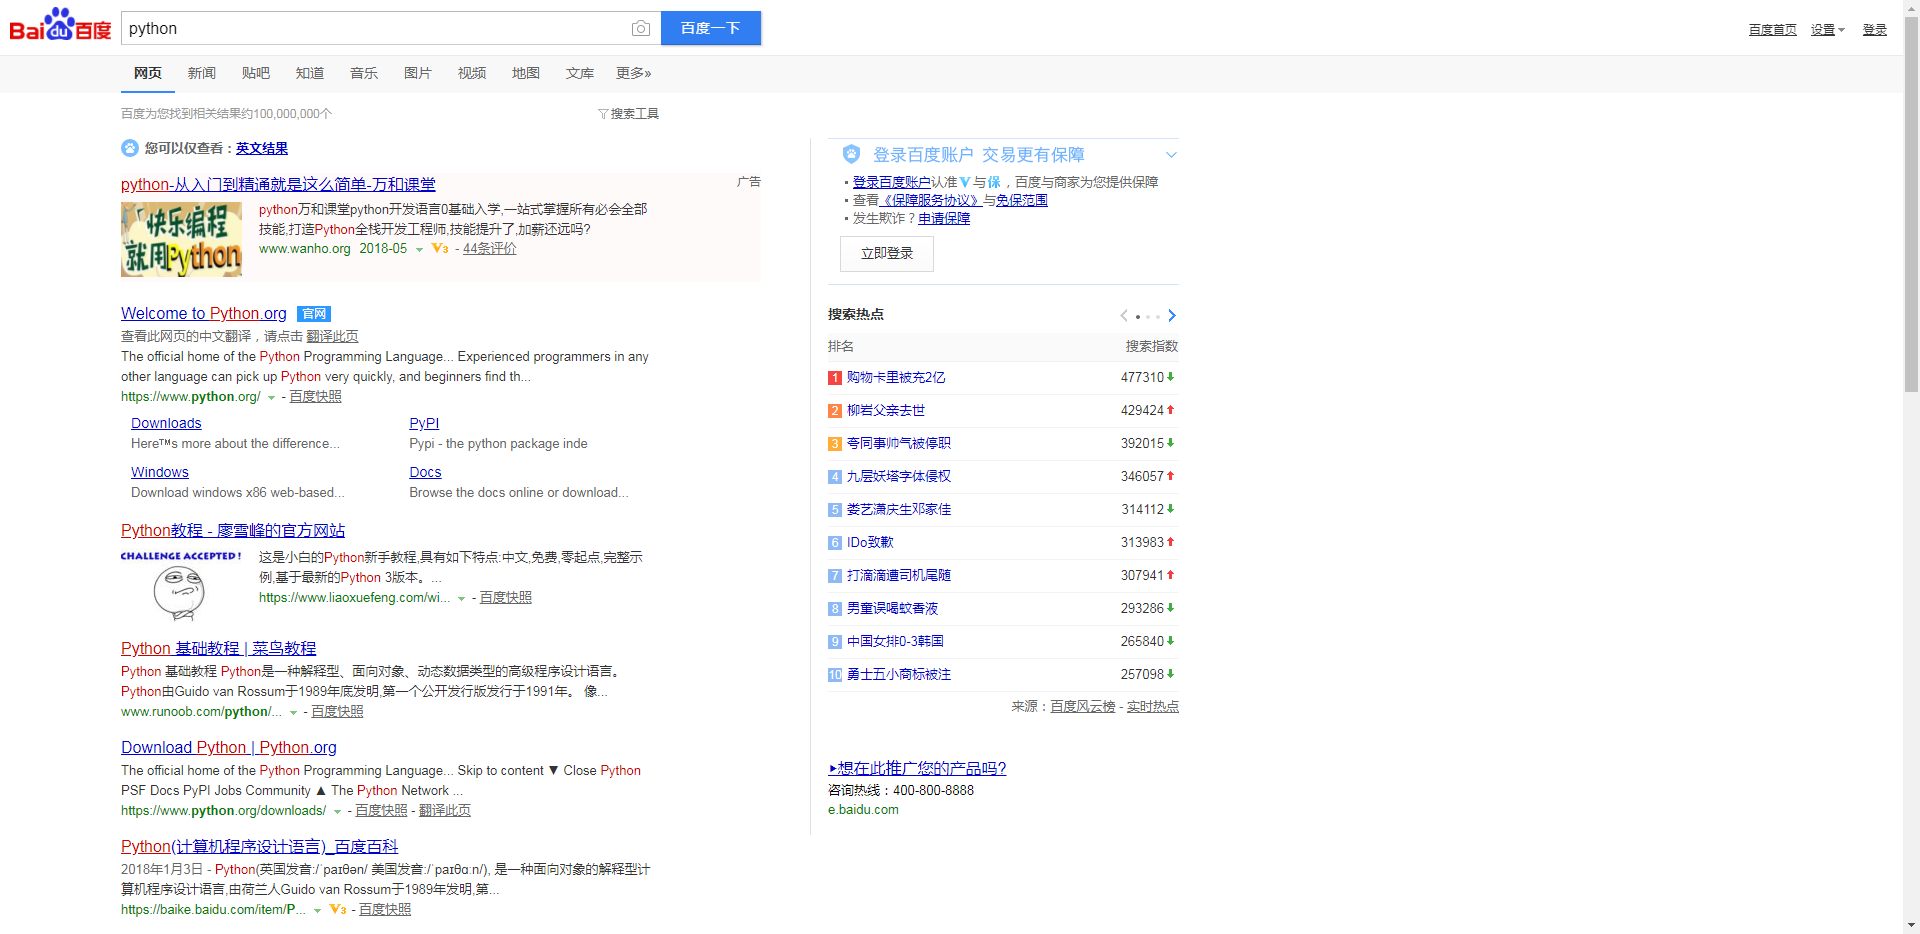 Baidu百度 python 百度一下 百度首页 设置 登录
网页 新闻 贴吧 知道 音乐 图片 视频 地图 文库 更多»
百度为您找到相关结果约100,000,000个 搜索工具
您可以仅查看：英文结果
python-从入门到精通就是这么简单-万和课堂 广告
快乐编程
就用Python
python万和课堂python开发语言0基础入学,一站式掌握所有必会全部
技能,打造Python全栈开发工程师,技能提升了,加薪还远吗?
www.wanho.org 2018-05 V3 - 44条评价
Welcome to Python.org 官网
查看此网页的中文翻译，请点击 翻译此页
The official home of the Python Programming Language... Experienced programmers in any
other language can pick up Python very quickly, and beginners find th...
https://www.python.org/ - 百度快照
Downloads PyPI
Here™s more about the difference... Pypi - the python package inde
Windows Docs
Download windows x86 web-based... Browse the docs online or download...
Python教程 - 廖雪峰的官方网站
CHALLENGE ACCEPTED!
这是小白的Python新手教程,具有如下特点:中文,免费,零起点,完整示
例,基于最新的Python 3版本。...
https://www.liaoxuefeng.com/wi... - 百度快照
Python 基础教程 | 菜鸟教程
Python 基础教程 Python是一种解释型、面向对象、动态数据类型的高级程序设计语言。
Python由Guido van Rossum于1989年底发明,第一个公开发行版发行于1991年。 像...
www.runoob.com/python/... - 百度快照
Download Python | Python.org
The official home of the Python Programming Language... Skip to content ▼ Close Python
PSF Docs PyPI Jobs Community ▲ The Python Network ...
https://www.python.org/downloads/ - 百度快照 - 翻译此页
Python(计算机程序设计语言)_百度百科
2018年1月3日 - Python(英国发音:/ˈpaɪθən/ 美国发音:/ˈpaɪθɑːn/), 是一种面向对象的解释型计
算机程序设计语言,由荷兰人Guido van Rossum于1989年发明,第...
https://baike.baidu.com/item/P... V3 - 百度快照
登录百度账户 交易更有保障
登录百度账户认准V与保，百度与商家为您提供保障
查看《保障服务协议》与免保范围
发生欺诈？申请保障
立即登录
搜索热点
排名 搜索指数
1 购物卡里被充2亿 477310
2 柳岩父亲去世 429424
3 夸同事帅气被停职 392015
4 九层妖塔字体侵权 346057
5 娄艺潇庆生邓家佳 314112
6 IDo致歉 313983
7 打滴滴遭司机尾随 307941
8 男童误喝蚊香液 293286
9 中国女排0-3韩国 265840
10 勇士五小商标被注 257098
来源：百度风云榜 - 实时热点
想在此推广您的产品吗?
咨询热线：400-800-8888
e.baidu.com